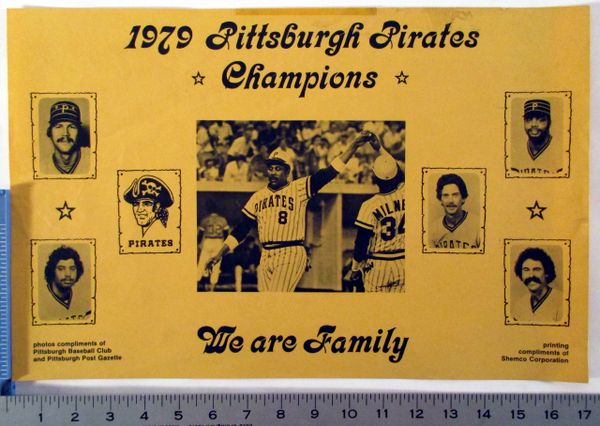 1979 Pittsburgh Pirates
☆ Champions ☆
P
P
PIRATES
PIRATES
8
MILNE
34
We are Family
photos compliments of
Pittsburgh Baseball Club
and Pittsburgh Post Gazette
printing
compliments of
Shemco Corporation
1 2 3 4 5 6 7 8 9 10 11 12 13 14 15 16 17